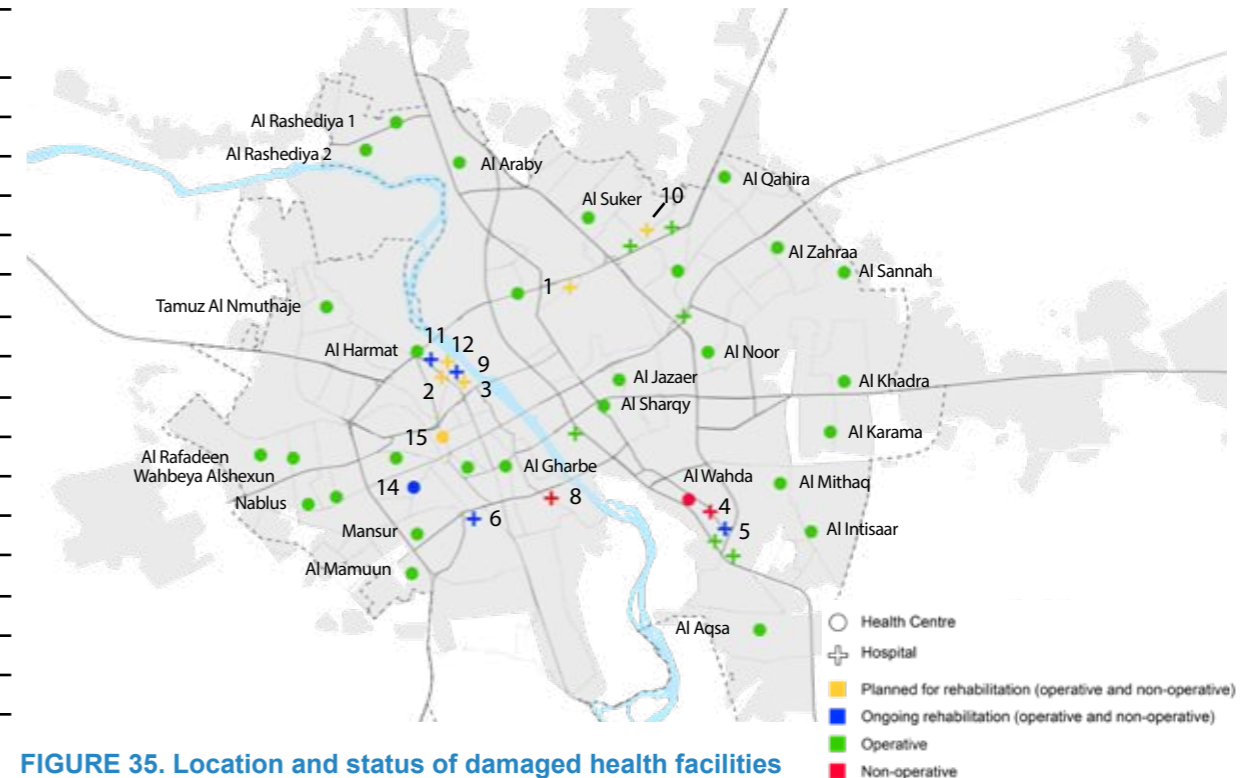 Al Rashediya 1
Al Rashediya 2
Al Araby
Al Qahira
Al Suker
10
Al Zahraa
Al Sannah
1
Tamuz Al Nmuthaje
11
12
Al Harmat
9
Al Noor
2
3
Al Jazaer
Al Khadra
Al Sharqy
15
Al Karama
Al Rafadeen
Wahbeya Alshexun
Al Gharbe
Al Wahda
Al Mithaq
14
Nablus
8
4
6
5
Mansur
Al Intisaar
Al Mamuun
Al Aqsa
Health Centre
Hospital
Planned for rehabilitation (operative and non-operative)
Ongoing rehabilitation (operative and non-operative)
Operative
Non-operative
FIGURE 35. Location and status of damaged health facilities